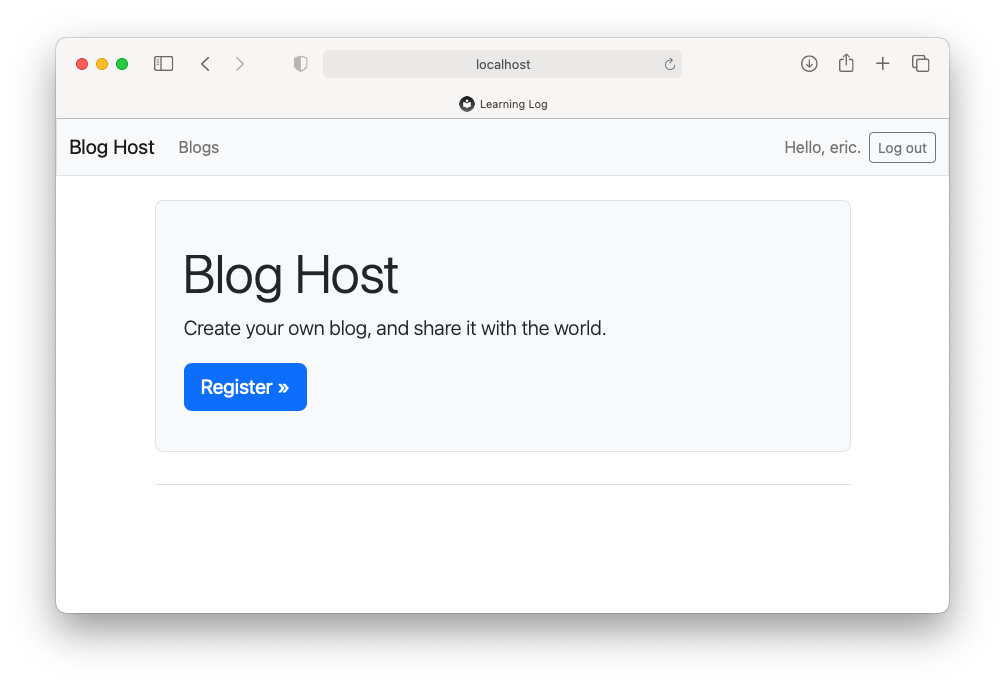 localhost
Learning Log
Blog Host Blogs Hello, eric. Log out
Blog Host
Create your own blog, and share it with the world.
Register »